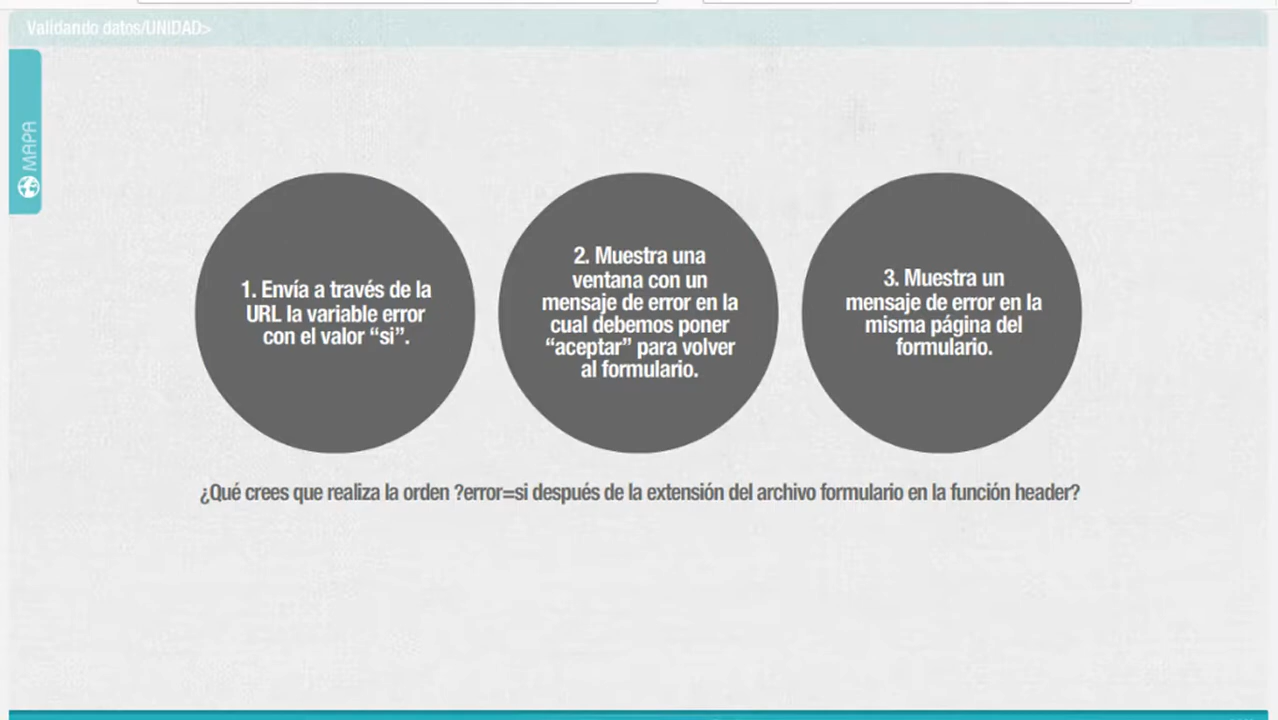 Validando datos/UNIDAD>
MAPA
1. Envía a través de la
URL la variable error
con el valor “si”.
2. Muestra una
ventana con un
mensaje de error en la
cual debemos poner
“aceptar” para volver
al formulario.
3. Muestra un
mensaje de error en la
misma página del
formulario.
¿Qué crees que realiza la orden ?error=si después de la extensión del archivo formulario en la función header?